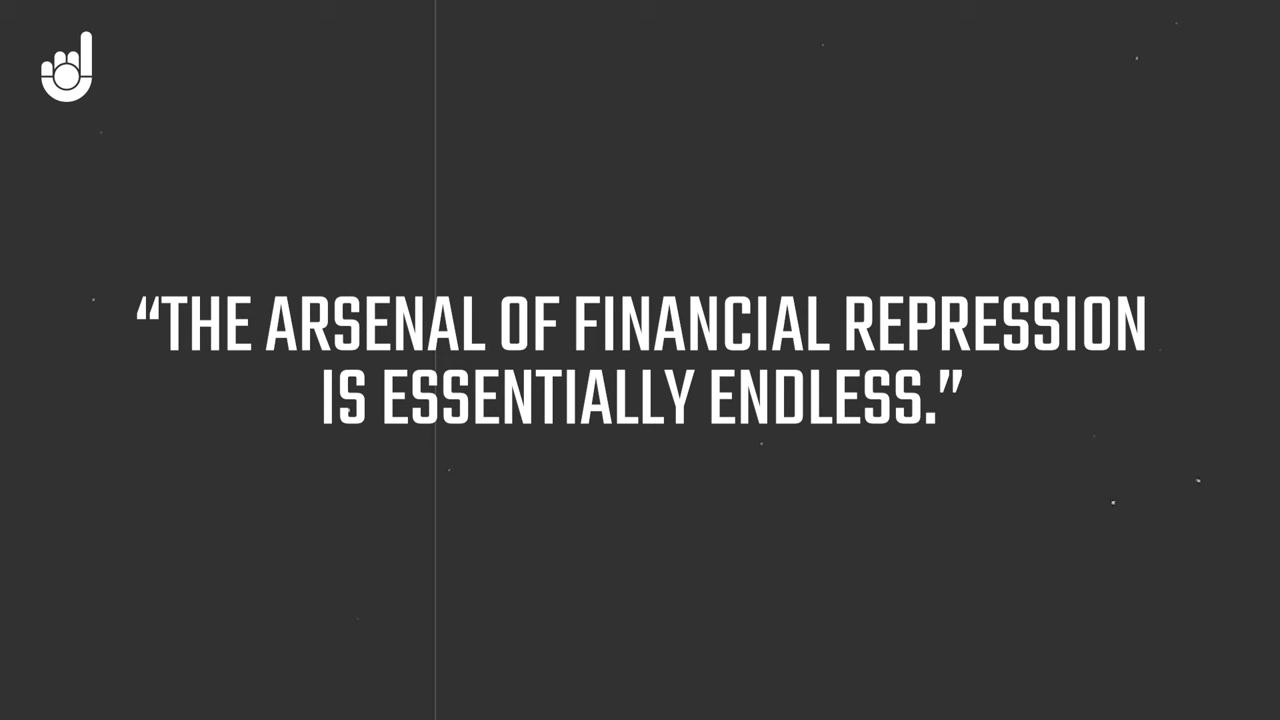 “THE ARSENAL OF FINANCIAL REPRESSION
IS ESSENTIALLY ENDLESS.”